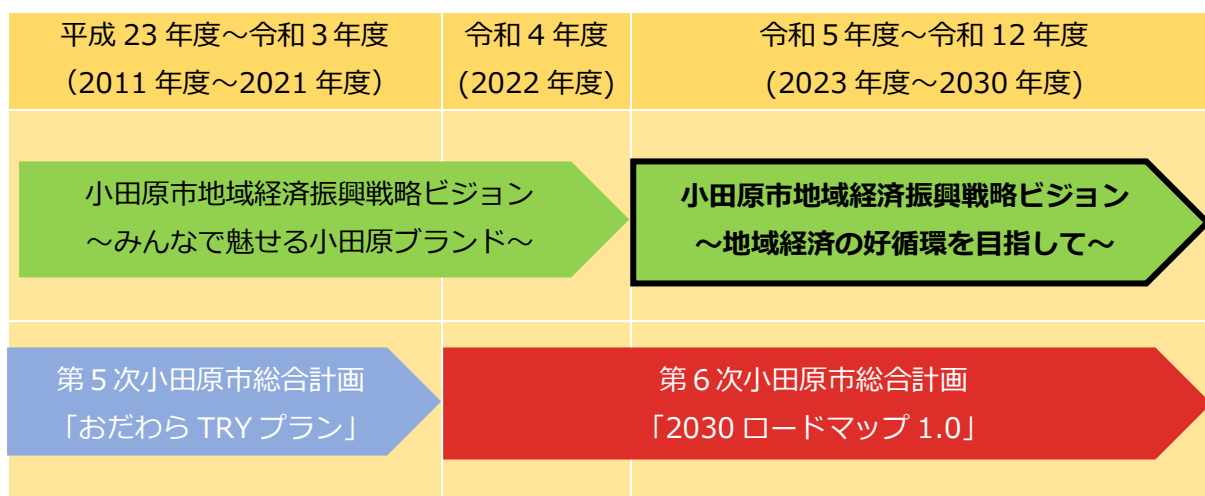 平成 23 年度～令和３年度
（2011 年度～2021 年度）
令和 4 年度
(2022 年度)
令和５年度～令和 12 年度
(2023 年度～2030 年度)
小田原市地域経済振興戦略ビジョン
～みんなで魅せる小田原ブランド～
小田原市地域経済振興戦略ビジョン
～地域経済の好循環を目指して～
第５次小田原市総合計画
「おだわら TRY プラン」
第６次小田原市総合計画
「2030 ロードマップ 1.0」